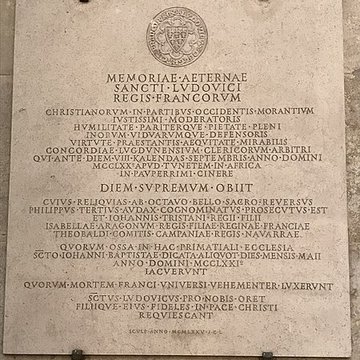 MEMORIAE · AETERNAE
SANCTI · LUDOVICI
REGIS · FRANCORUM
CHRISTIANORUM · IN · PARTIBUS · OCCIDENTIS · MORANTIUM
IUSTISSIMI · MODERATORIS
HUMILITATE · PARITERQUE · PIETATE · PLENI
INOPUM · VIDUARUMQUE · DEFENSORIS
VIRTUTE · PRAESTANTIS · AEQUITATE · MIRABILIS
CONCORDIAE · LUGDUNENSIUM · CLERICORUM · ARBITRI
QUI · ANTE · DIEM · VIII · KALENDAS · SEPTEMBRIS · ANNO · DOMINI
MCCLXX · APUD · TUNETEM · IN · AFRICA
IN · PAUPERRIMI · CINERE
DIEM · SUPREMUM · OBIIT
CUIUS · RELIQUIAS · AB · OCTAVO · BELLO · SACRO · REVERSUS
PHILIPPUS · TERTIUS · AUDAX · COGNOMINATUS · PROSECUTUS · EST
ET · IOHANNIS · TRISTANI · REGII · FILII
ISABELLAE · ARAGONUM · REGIS · FILIAE · REGINAE · FRANCIAE
THEOBALDI · COMITIS · CAMPANIAE · REGIS · NAVARRAE
QUORUM · OSSA · IN · HAC · PRIMATIALI · ECCLESIA
SCTO · IOHANNI · BAPTISTAE · DICATA · ALIQUOT · DIES · MENSIS · MAII
ANNO · DOMINI · MCCLXXI°
IACUERUNT
QUORUM · MORTEM · FRANCI · UNIVERSI · VEHEMENTER · LUXERUNT
SCTUS · LUDOVICUS · PRO · NOBIS · ORET
FILIIQUE · EIUS · FIDELES · IN · PACE · CHRISTI
REQUIESCANT
SCULP · ANNO · MCMLXXV · J · C · L